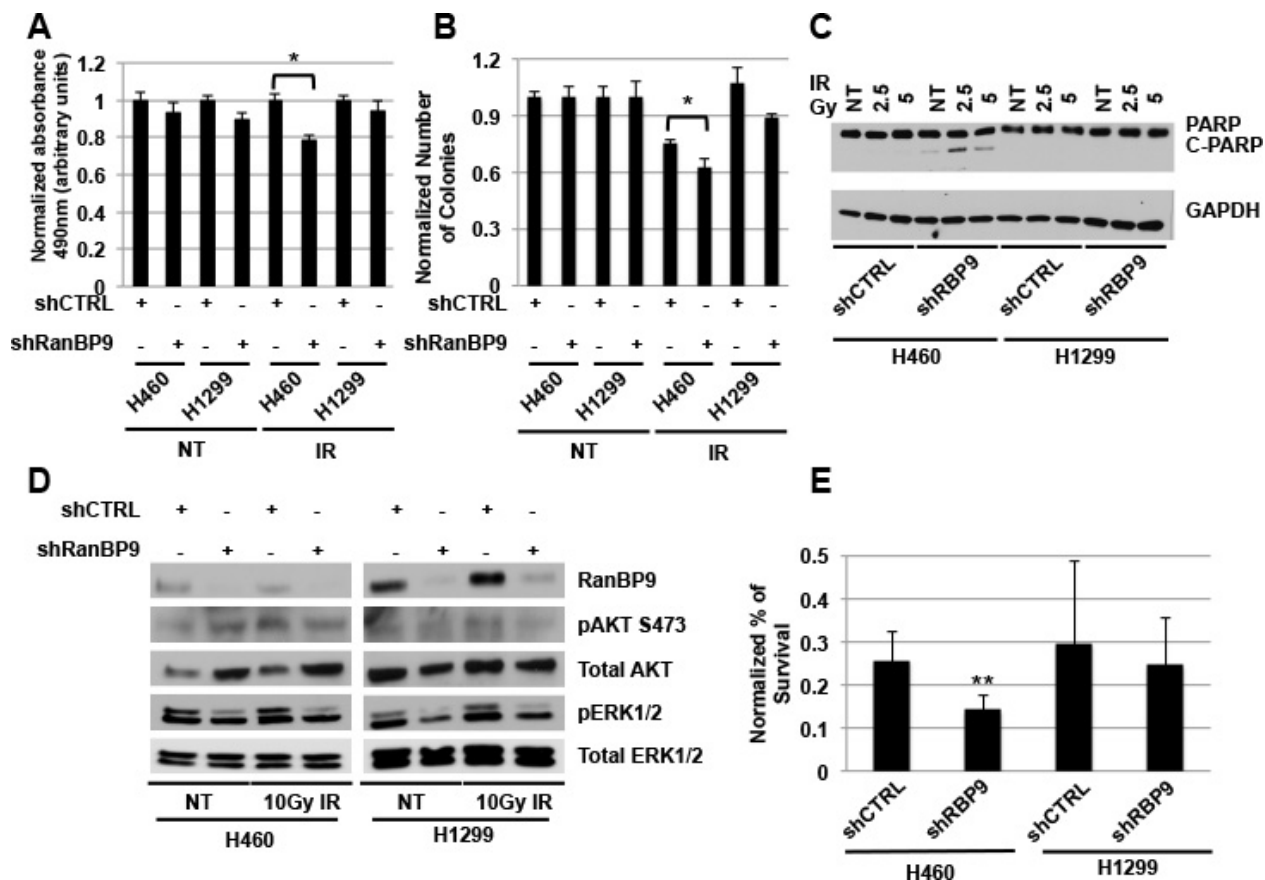 A
Normalized absorbance
490nm (arbitrary units)
1.2
1
0.8
0.6
0.4
0.2
0
*
shCTRL + - + - + - + -
shRanBP9 - + - + - + - +
H460 H1299 H460 H1299
NT IR
B
Normalized Number
of Colonies
1.2
0.9
0.6
0.3
0
*
shCTRL + - + - + - + -
shRanBP9 - + - + - + - +
H460 H1299 H460 H1299
NT IR
C
IR
Gy
NT 2.5 5 NT 2.5 5 NT 2.5 5 NT 2.5 5
PARP
C-PARP
GAPDH
shCTRL shRBP9 shCTRL shRBP9
H460 H1299
D
shCTRL + - + - + - + -
shRanBP9 - + - + - + - +
RanBP9
pAKT S473
Total AKT
pERK1/2
Total ERK1/2
NT 10Gy IR NT 10Gy IR
H460 H1299
E
Normalized % of
Survival
0.5
0.4
0.3
0.2
0.1
0
**
shCTRL shRBP9 shCTRL shRBP9
H460 H1299